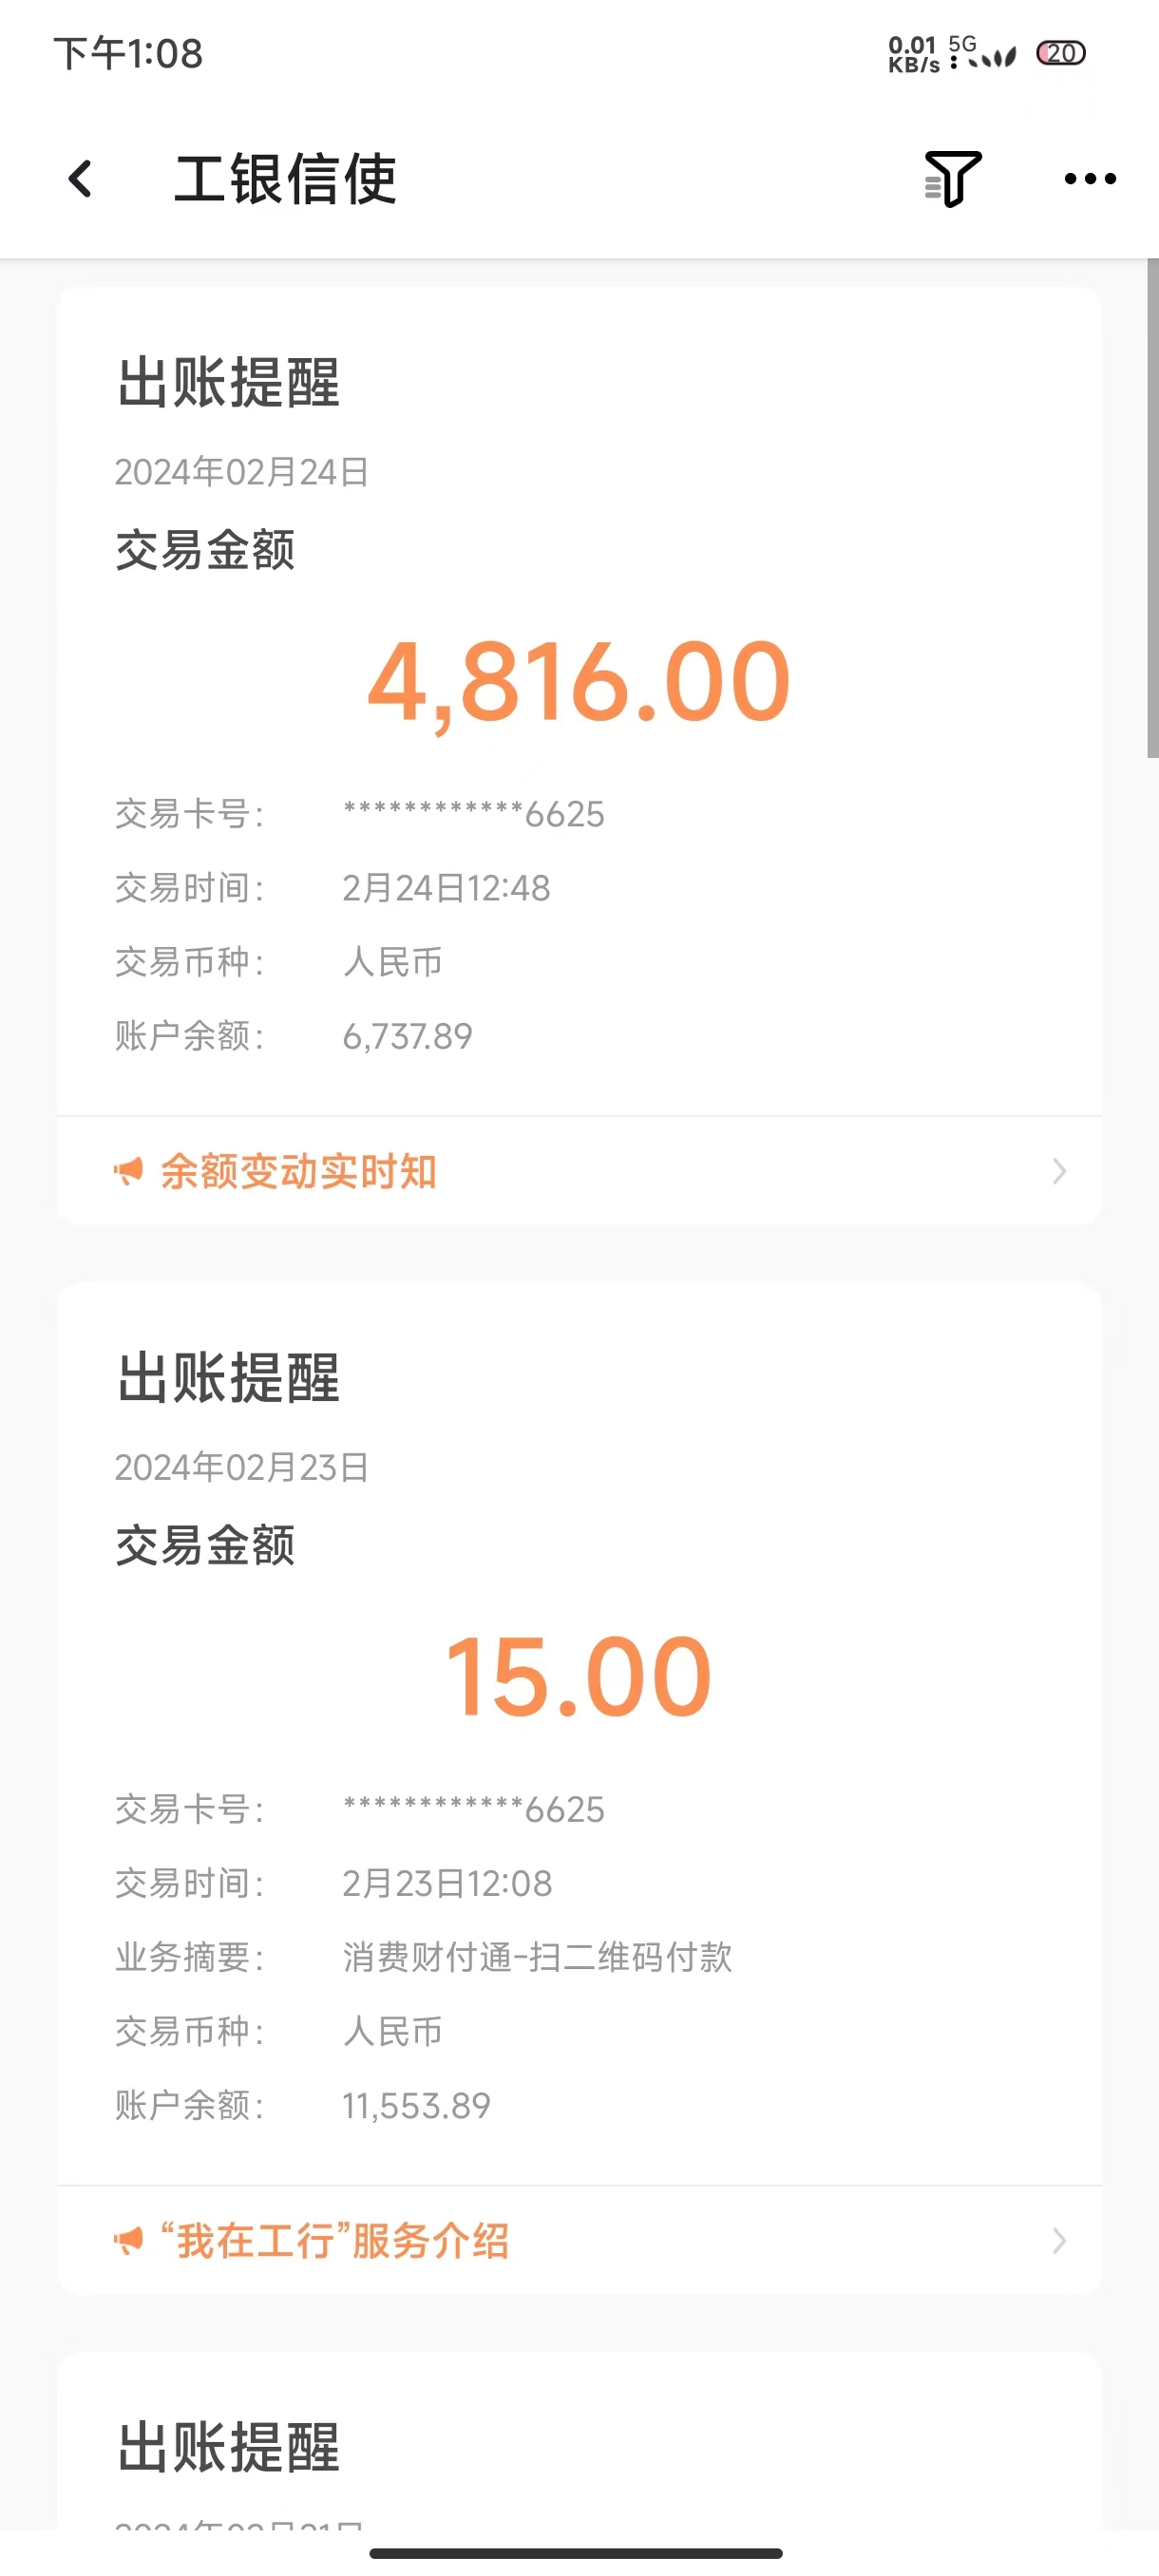 下午1:08
0.01 KB/s 5G 20
工银信使
出账提醒
2024年02月24日
交易金额
4,816.00
交易卡号： ************6625
交易时间： 2月24日12:48
交易币种： 人民币
账户余额： 6,737.89
余额变动实时知
出账提醒
2024年02月23日
交易金额
15.00
交易卡号： ************6625
交易时间： 2月23日12:08
业务摘要： 消费财付通-扫二维码付款
交易币种： 人民币
账户余额： 11,553.89
“我在工行”服务介绍
出账提醒